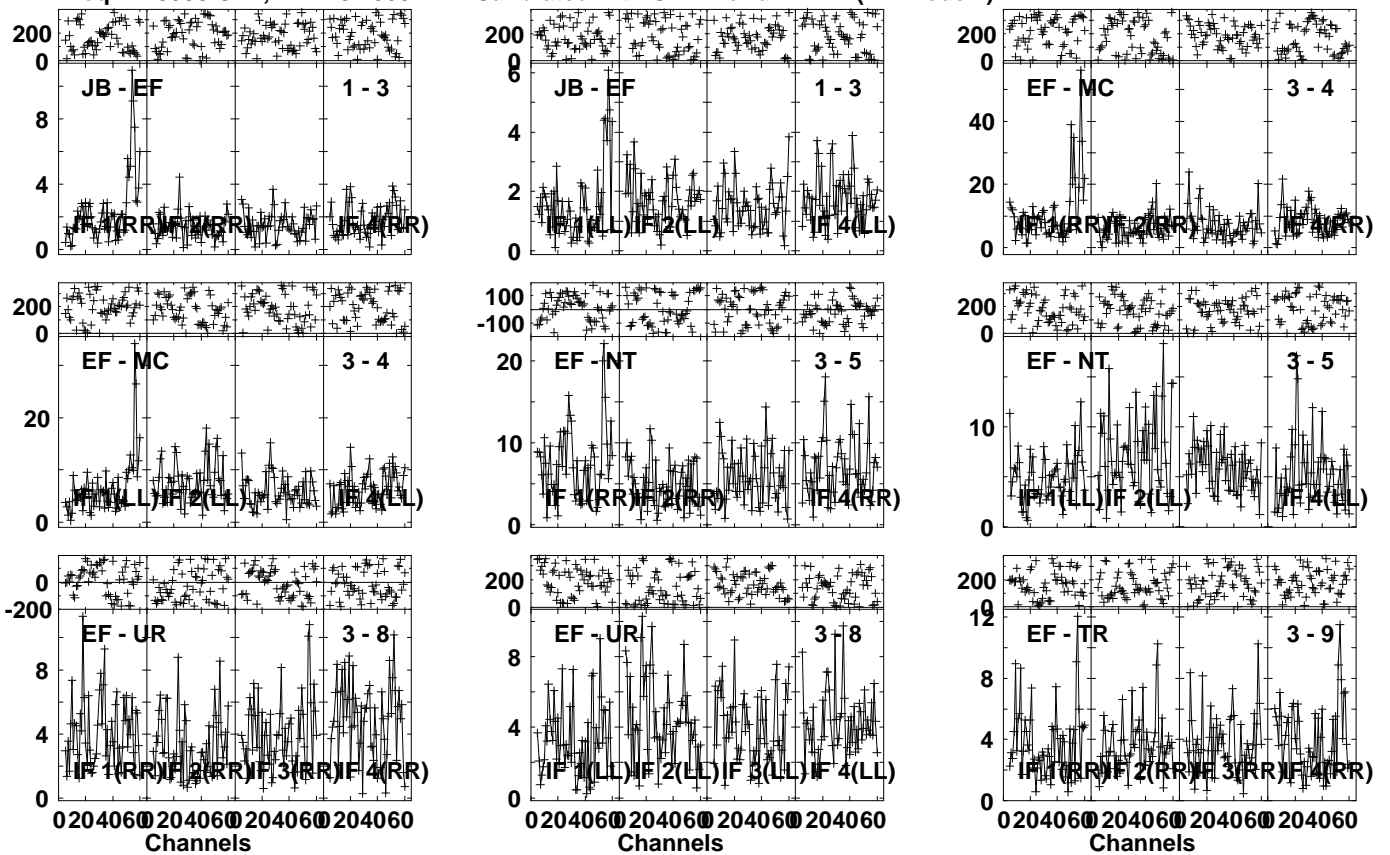 200
0
JB - EF 1 - 3
8
4
0
IF 1(RR) IF 2(RR) IF 4(RR)
200
0
JB - EF 1 - 3
6
4
2
0
IF 1(LL) IF 2(LL) IF 4(LL)
200
0
EF - MC 3 - 4
40
20
0
IF 1(RR) IF 2(RR) IF 4(RR)
200
0
EF - MC 3 - 4
20
0
IF 1(LL) IF 2(LL) IF 4(LL)
100
-100
EF - NT 3 - 5
20
10
0
IF 1(RR) IF 2(RR) IF 4(RR)
200
0
EF - NT 3 - 5
10
0
IF 1(LL) IF 2(LL) IF 4(LL)
0
-200
EF - UR 3 - 8
8
4
0
IF 1(RR) IF 2(RR) IF 3(RR) IF 4(RR)
0 20 40 60 0 20 40 60 0 20 40 60 0 20 40 60
Channels
200
0
EF - UR 3 - 8
8
4
0
IF 1(LL) IF 2(LL) IF 3(LL) IF 4(LL)
0 20 40 60 0 20 40 60 0 20 40 60 0 20 40 60
Channels
200
0
EF - TR 3 - 9
12
8
4
0
IF 1(RR) IF 2(RR) IF 3(RR) IF 4(RR)
0 20 40 60 0 20 40 60 0 20 40 60 0 20 40 60
Channels